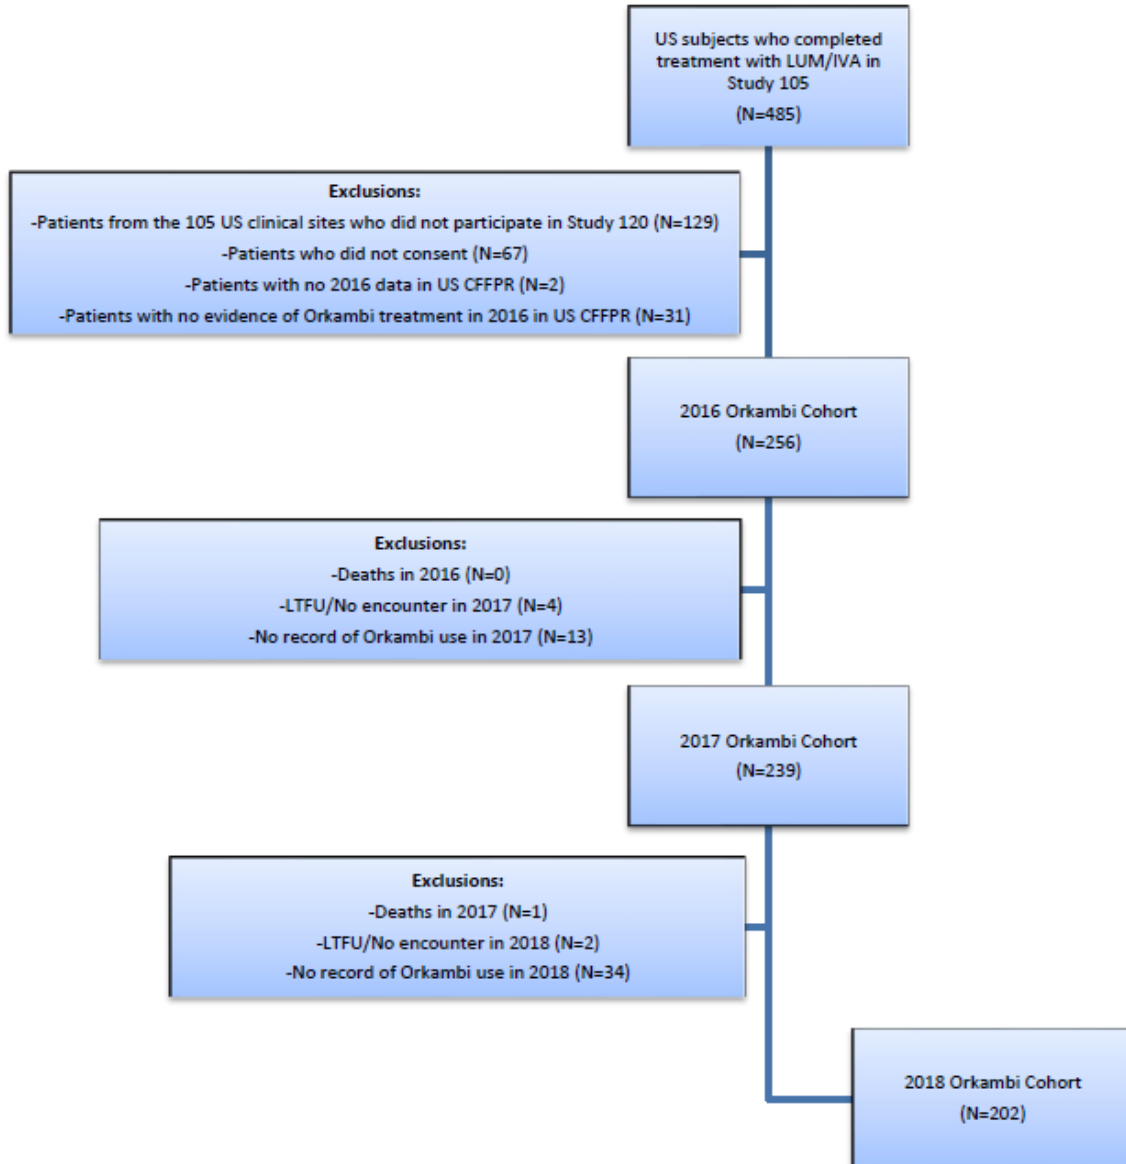 US subjects who completed
treatment with LUM/IVA in
Study 105
(N=485)
Exclusions:
-Patients from the 105 US clinical sites who did not participate in Study 120 (N=129)
-Patients who did not consent (N=67)
-Patients with no 2016 data in US CFFPR (N=2)
-Patients with no evidence of Orkambi treatment in 2016 in US CFFPR (N=31)
2016 Orkambi Cohort
(N=256)
Exclusions:
-Deaths in 2016 (N=0)
-LTFU/No encounter in 2017 (N=4)
-No record of Orkambi use in 2017 (N=13)
2017 Orkambi Cohort
(N=239)
Exclusions:
-Deaths in 2017 (N=1)
-LTFU/No encounter in 2018 (N=2)
-No record of Orkambi use in 2018 (N=34)
2018 Orkambi Cohort
(N=202)